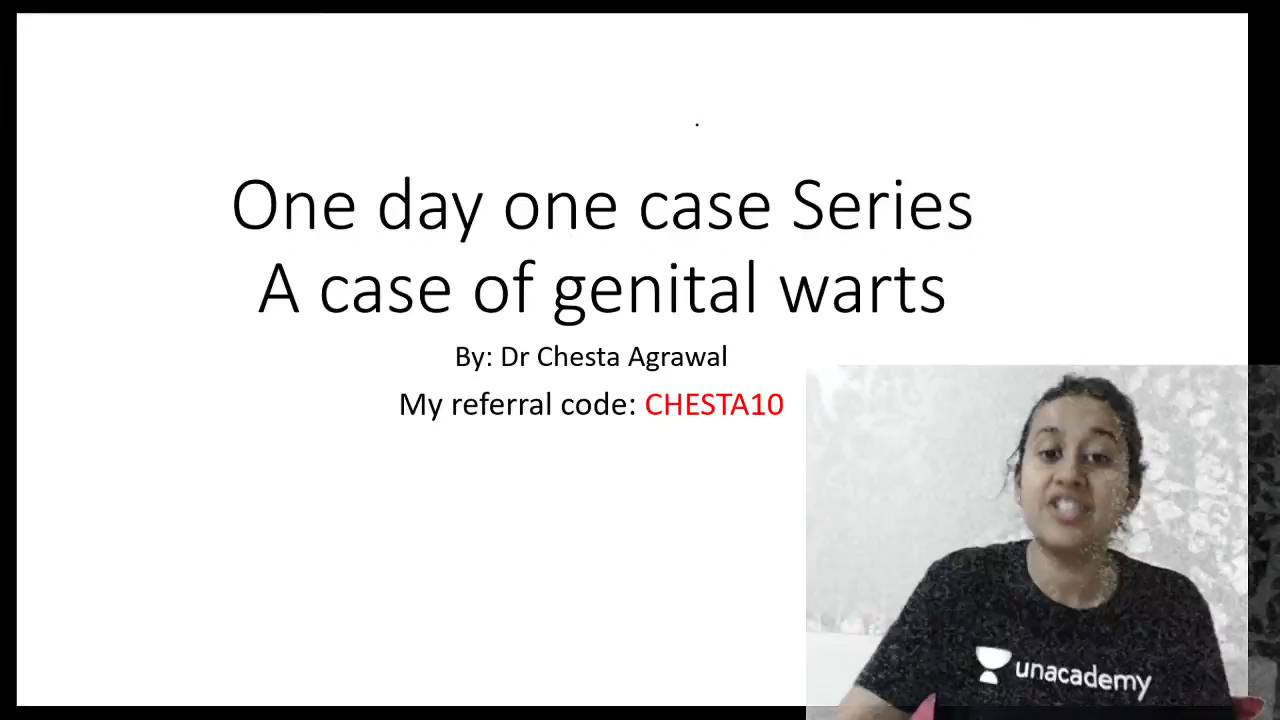 One day one case Series
A case of genital warts
By: Dr Chesta Agrawal
My referral code: CHESTA10
unacademy